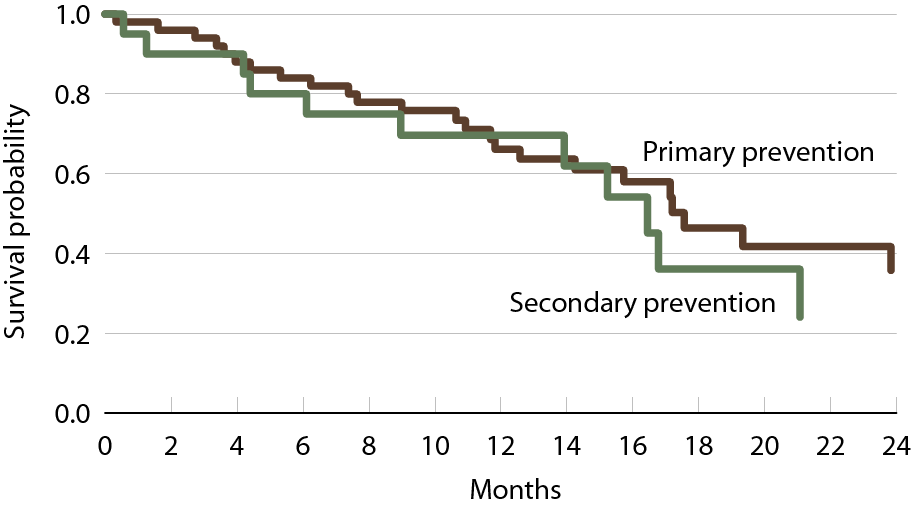 Survival probability
1.0
0.8
0.6
0.4
0.2
0.0
Primary prevention
Secondary prevention
0 2 4 6 8 10 12 14 16 18 20 22 24
Months